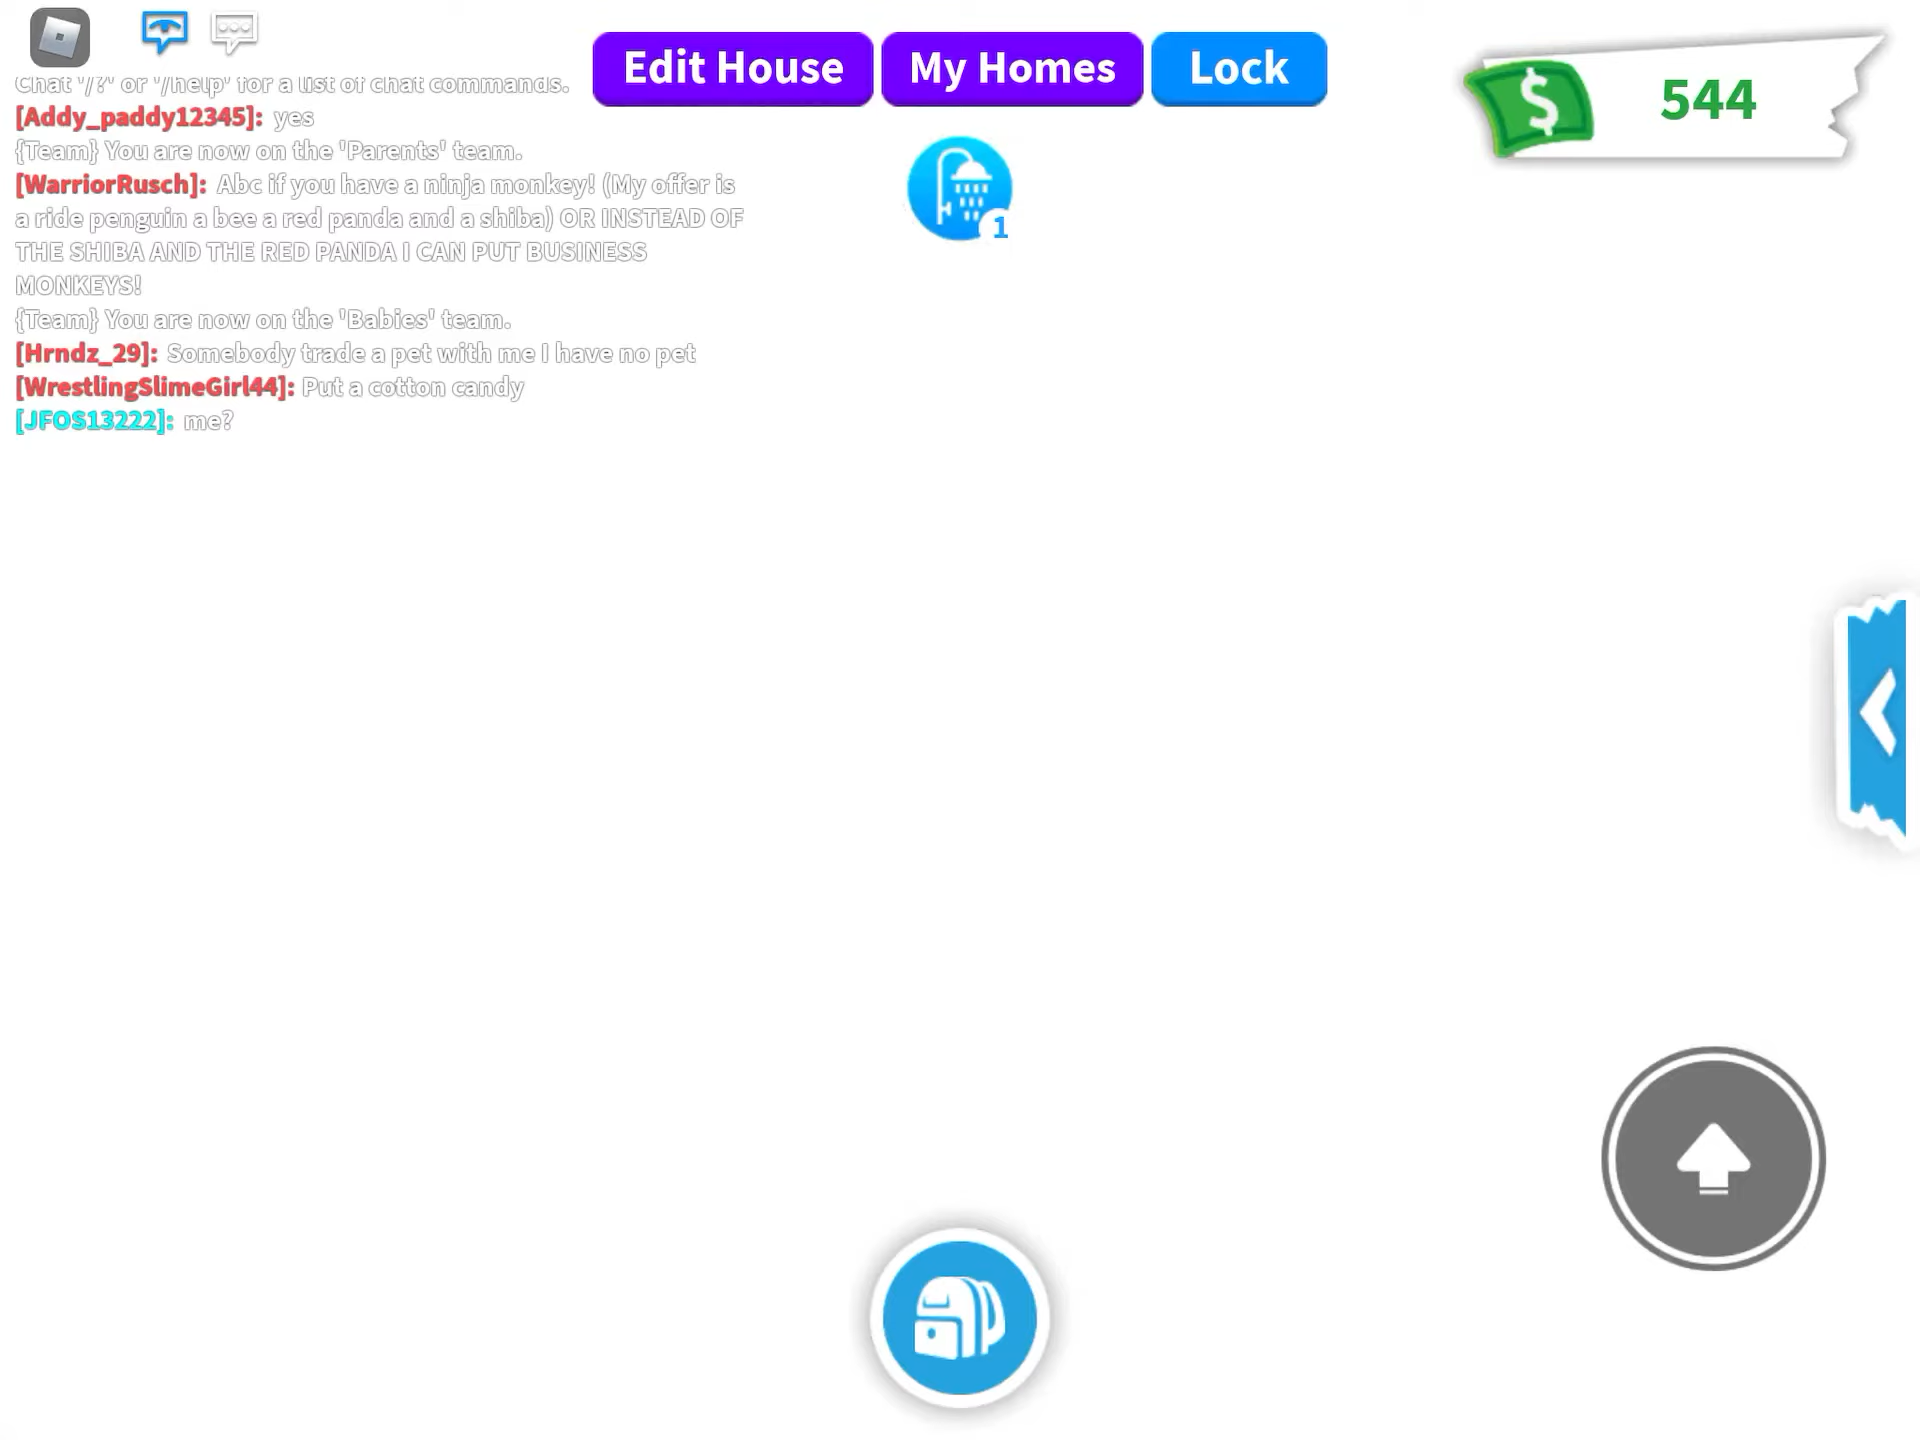 Edit House My Homes Lock
544
Chat '/?' or '/help' for a list of chat commands.
[Addy_paddy12345]: yes
{Team} You are now on the 'Parents' team.
[WarriorRusch]: Abc if you have a ninja monkey! (My offer is
a ride penguin a bee a red panda and a shiba) OR INSTEAD OF
THE SHIBA AND THE RED PANDA I CAN PUT BUSINESS
MONKEYS!
{Team} You are now on the 'Babies' team.
[Hrndz_29]: Somebody trade a pet with me I have no pet
[WrestlingSlimeGirl44]: Put a cotton candy
[JFOS13222]: me?
1